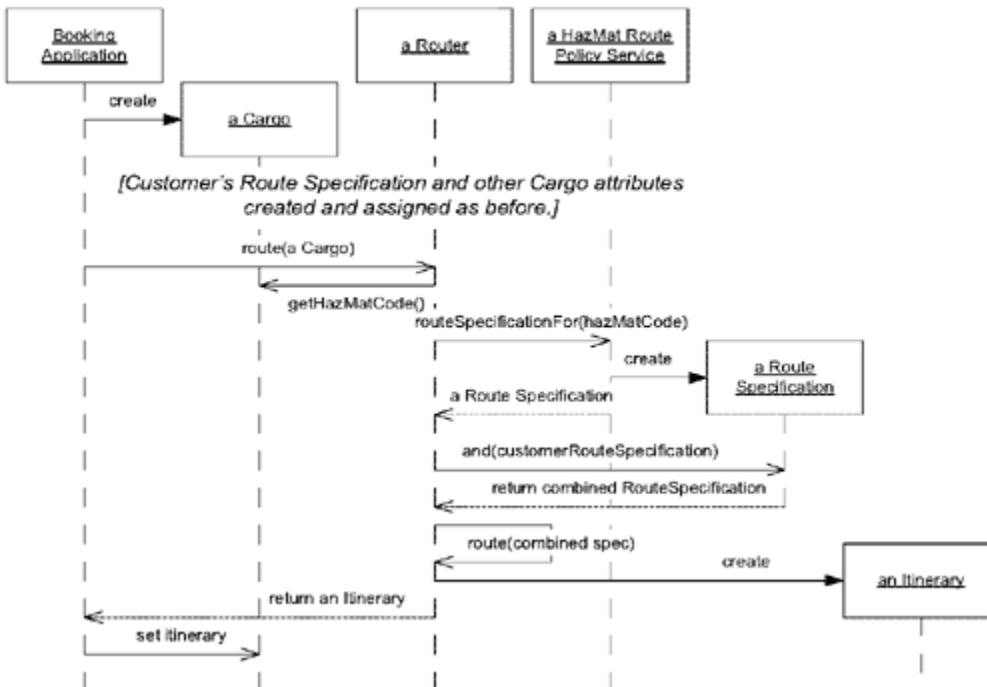 Booking
Application
a Router
a HazMat Route
Policy Service
create
a Cargo
[Customer's Route Specification and other Cargo attributes
created and assigned as before.]
route(a Cargo)
getHazMatCode()
routeSpecificationFor(hazMatCode)
create
a Route
Specification
a Route Specification
and(customerRouteSpecification)
return combined RouteSpecification
route(combined spec)
create
an Itinerary
return an Itinerary
set itinerary